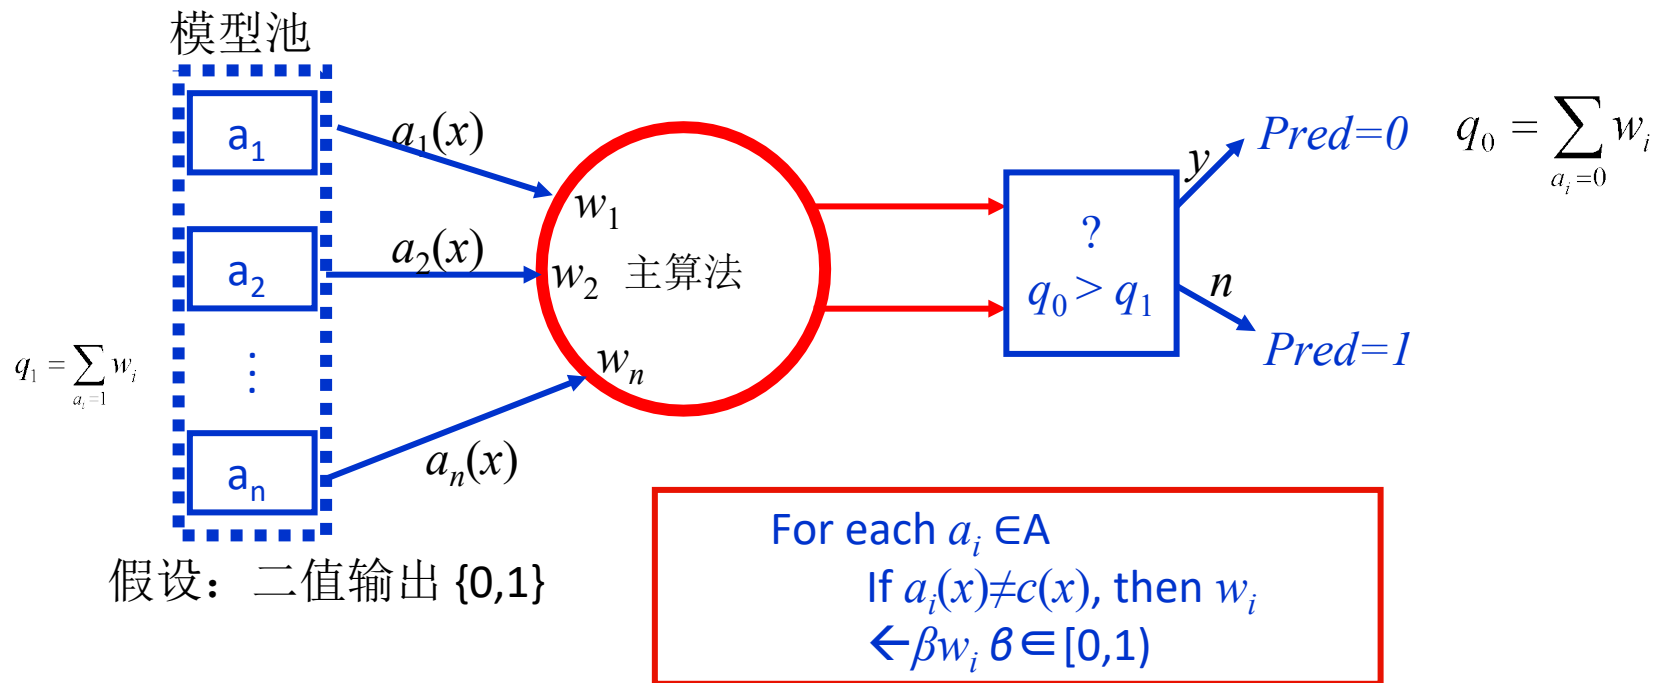 模型池
a₁
a₂
⋮
aₙ
a₁(x)
a₂(x)
aₙ(x)
w₁
w₂ 主算法
wₙ
?
q₀ > q₁
y
n
Pred=0
Pred=1
q₀ = ∑_{aᵢ=0} wᵢ
q₁ = ∑_{aᵢ=1} wᵢ
假设：二值输出 {0,1}
For each aᵢ ∈A
If aᵢ(x)≠c(x), then wᵢ
←βwᵢ β∈[0,1)